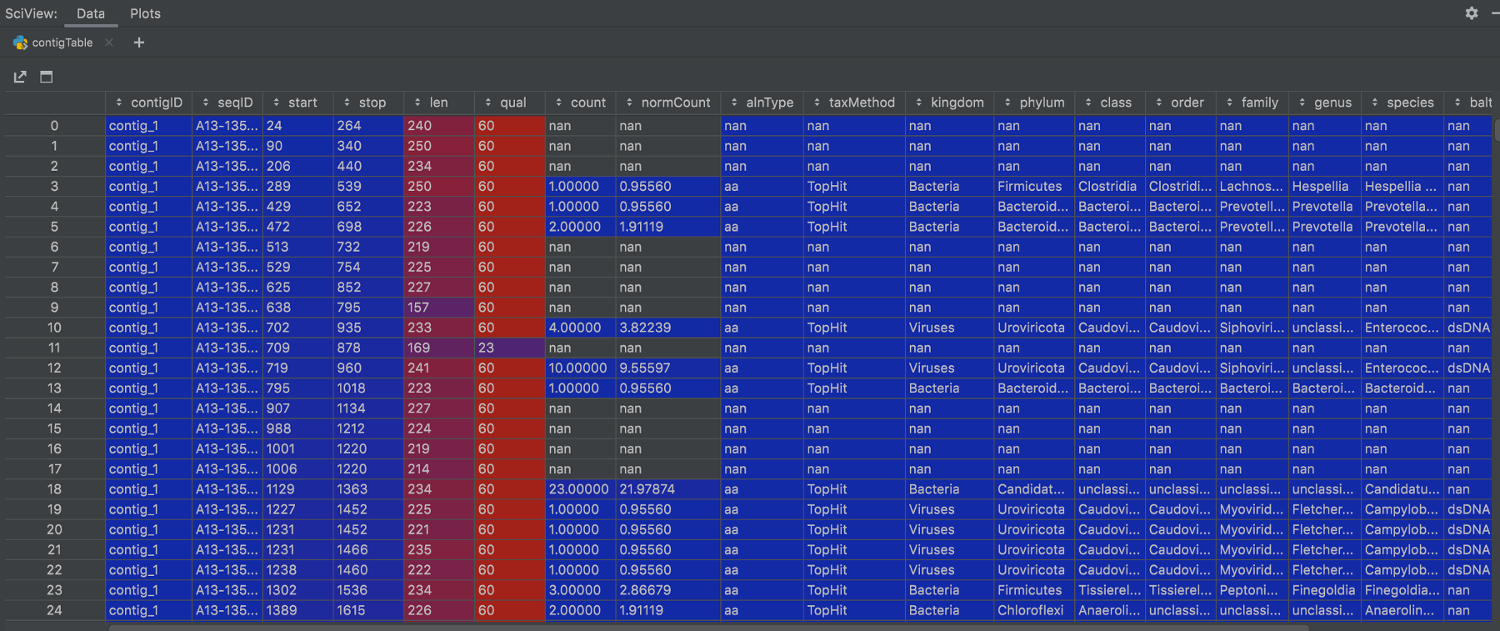 SciView: Data Plots
contigTable
contigID seqID start stop len qual count normCount alnType taxMethod kingdom phylum class order family genus species balt
0 contig_1 A13-135... 24 264 240 60 nan nan nan nan nan nan nan nan nan nan nan nan
1 contig_1 A13-135... 90 340 250 60 nan nan nan nan nan nan nan nan nan nan nan nan
2 contig_1 A13-135... 206 440 234 60 nan nan nan nan nan nan nan nan nan nan nan nan
3 contig_1 A13-135... 289 539 250 60 1.00000 0.95560 aa TopHit Bacteria Firmicutes Clostridia Clostridi... Lachnos... Hespellia Hespellia ... nan
4 contig_1 A13-135... 429 652 223 60 1.00000 0.95560 aa TopHit Bacteria Bacteroid... Bacteroi... Bacteroi... Prevotell... Prevotella Prevotella... nan
5 contig_1 A13-135... 472 698 226 60 2.00000 1.91119 aa TopHit Bacteria Bacteroid... Bacteroi... Bacteroi... Prevotell... Prevotella Prevotella... nan
6 contig_1 A13-135... 513 732 219 60 nan nan nan nan nan nan nan nan nan nan nan nan
7 contig_1 A13-135... 529 754 225 60 nan nan nan nan nan nan nan nan nan nan nan nan
8 contig_1 A13-135... 625 852 227 60 nan nan nan nan nan nan nan nan nan nan nan nan
9 contig_1 A13-135... 638 795 157 60 nan nan nan nan nan nan nan nan nan nan nan nan
10 contig_1 A13-135... 702 935 233 60 4.00000 3.82239 aa TopHit Viruses Uroviricota Caudovi... Caudovi... Siphoviri... unclassi... Enterococ... dsDNA
11 contig_1 A13-135... 709 878 169 23 nan nan nan nan nan nan nan nan nan nan nan nan
12 contig_1 A13-135... 719 960 241 60 10.00000 9.55597 aa TopHit Viruses Uroviricota Caudovi... Caudovi... Siphoviri... unclassi... Enterococ... dsDNA
13 contig_1 A13-135... 795 1018 223 60 1.00000 0.95560 aa TopHit Bacteria Bacteroid... Bacteroi... Bacteroi... Bacteroi... Bacteroi... Bacteroid... nan
14 contig_1 A13-135... 907 1134 227 60 nan nan nan nan nan nan nan nan nan nan nan nan
15 contig_1 A13-135... 988 1212 224 60 nan nan nan nan nan nan nan nan nan nan nan nan
16 contig_1 A13-135... 1001 1220 219 60 nan nan nan nan nan nan nan nan nan nan nan nan
17 contig_1 A13-135... 1006 1220 214 60 nan nan nan nan nan nan nan nan nan nan nan nan
18 contig_1 A13-135... 1129 1363 234 60 23.00000 21.97874 aa TopHit Bacteria Candidat... unclassi... unclassi... unclassi... unclassi... Candidatu... nan
19 contig_1 A13-135... 1227 1452 225 60 1.00000 0.95560 aa TopHit Viruses Uroviricota Caudovi... Caudovi... Myovirid... Fletcher... Campylob... dsDNA
20 contig_1 A13-135... 1231 1452 221 60 1.00000 0.95560 aa TopHit Viruses Uroviricota Caudovi... Caudovi... Myovirid... Fletcher... Campylob... dsDNA
21 contig_1 A13-135... 1231 1466 235 60 1.00000 0.95560 aa TopHit Viruses Uroviricota Caudovi... Caudovi... Myovirid... Fletcher... Campylob... dsDNA
22 contig_1 A13-135... 1238 1460 222 60 1.00000 0.95560 aa TopHit Viruses Uroviricota Caudovi... Caudovi... Myovirid... Fletcher... Campylob... dsDNA
23 contig_1 A13-135... 1302 1536 234 60 3.00000 2.86679 aa TopHit Bacteria Firmicutes Tissierel... Tissierel... Peptoni... Finegoldia Finegoldia... nan
24 contig_1 A13-135... 1389 1615 226 60 2.00000 1.91119 aa TopHit Bacteria Chloroflexi Anaeroli... unclassi... unclassi... unclassi... Anaerolin... nan